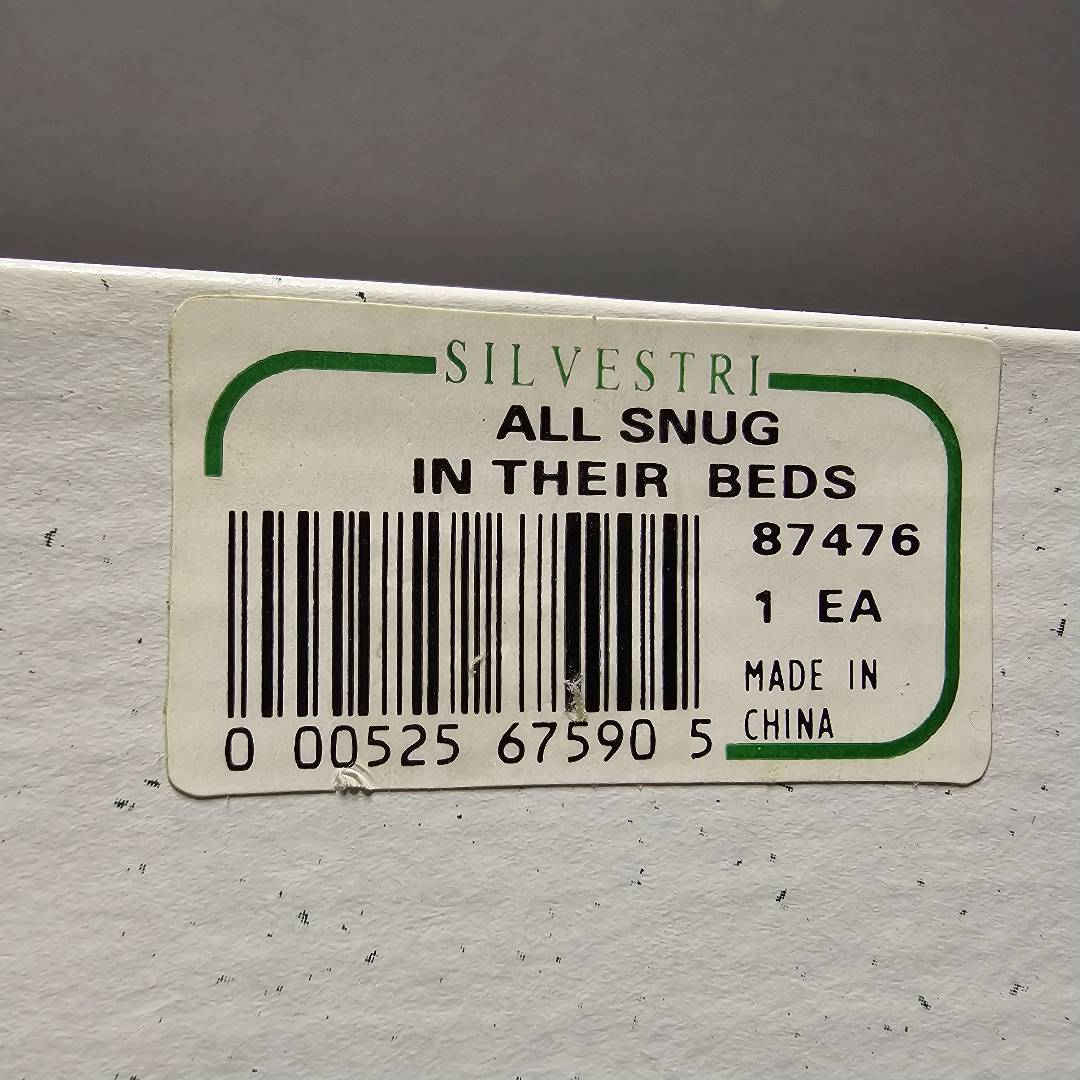 SILVESTRI
ALL SNUG
IN THEIR BEDS
87476
1 EA
MADE IN
CHINA
0 00525 67590 5